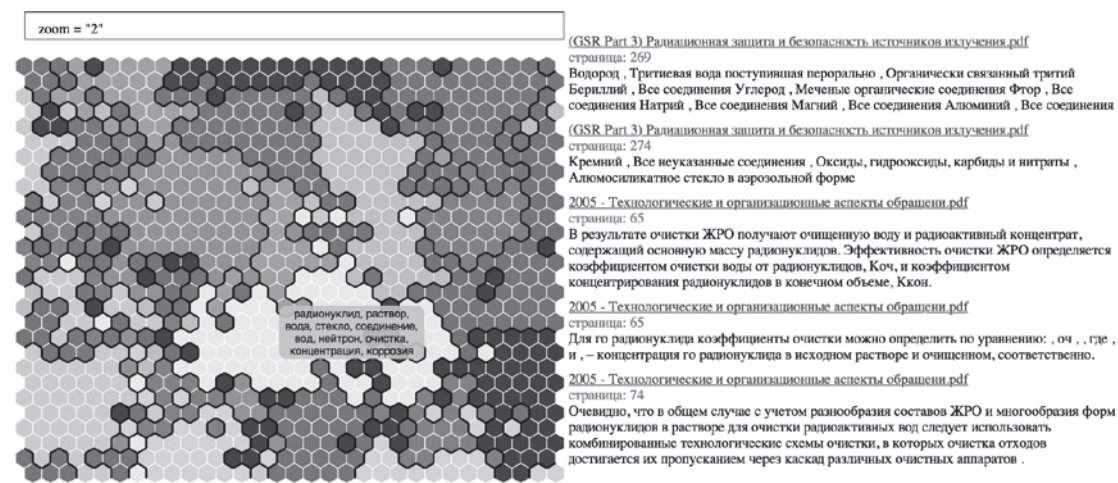 zoom = "2"
радионуклид, раствор,
вода, стекло, соединение,
вод, нейтрон, очистка,
концентрация, коррозия
(GSR Part 3) Радиационная защита и безопасность источников излучения.pdf
страница: 269
Водород , Тритиевая вода поступившая перорально , Органически связанный тритий
Бериллий , Все соединения Углерод , Меченые органические соединения Фтор , Все
соединения Натрий , Все соединения Магний , Все соединения Алюминий , Все соединения
(GSR Part 3) Радиационная защита и безопасность источников излучения.pdf
страница: 274
Кремний , Все неуказанные соединения , Оксиды, гидрооксиды, карбиды и нитраты ,
Алюмосиликатное стекло в аэрозольной форме
2005 - Технологические и организационные аспекты обращени.pdf
страница: 65
В результате очистки ЖРО получают очищенную воду и радиоактивный концентрат,
содержащий основную массу радионуклидов. Эффективность очистки ЖРО определяется
коэффициентом очистки воды от радионуклидов, Коч, и коэффициентом
концентрирования радионуклидов в конечном объеме, Ккон.
2005 - Технологические и организационные аспекты обращени.pdf
страница: 65
Для го радионуклида коэффициенты очистки можно определить по уравнению: , оч , , где ,
и , – концентрация го радионуклида в исходном растворе и очищенном, соответственно.
2005 - Технологические и организационные аспекты обращени.pdf
страница: 74
Очевидно, что в общем случае с учетом разнообразия составов ЖРО и многообразия форм
радионуклидов в растворе для очистки радиоактивных вод следует использовать
комбинированные технологические схемы очистки, в которых очистка отходов
достигается их пропусканием через каскад различных очистных аппаратов .